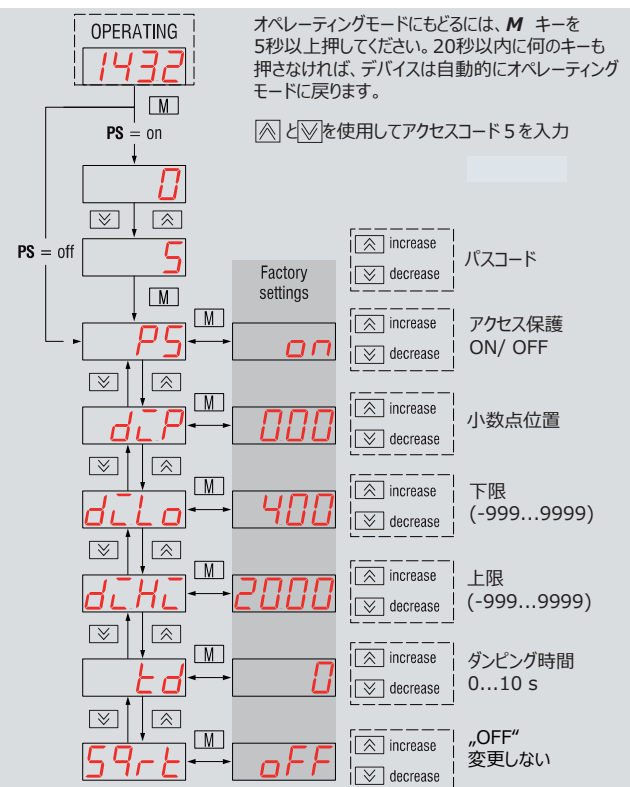 OPERATING
1432
オペレーティングモードにもどるには、M キーを
5秒以上押してください。20秒以内に何のキーも
押さなければ、デバイスは自動的にオペレーティング
モードに戻ります。
M
PS = on
とを使用してアクセスコード 5 を入力
0
PS = off
5
Factory
settings
increase
decrease
パスコード
M
PS
M
on
increase
decrease
アクセス保護
ON/ OFF
diP
M
000
increase
decrease
小数点位置
diLo
M
400
increase
decrease
下限
(-999...9999)
diHi
M
2000
increase
decrease
上限
(-999...9999)
td
M
0
increase
decrease
ダンピング時間
0...10 s
Sqrt
M
oFF
increase
decrease
„OFF“
変更しない